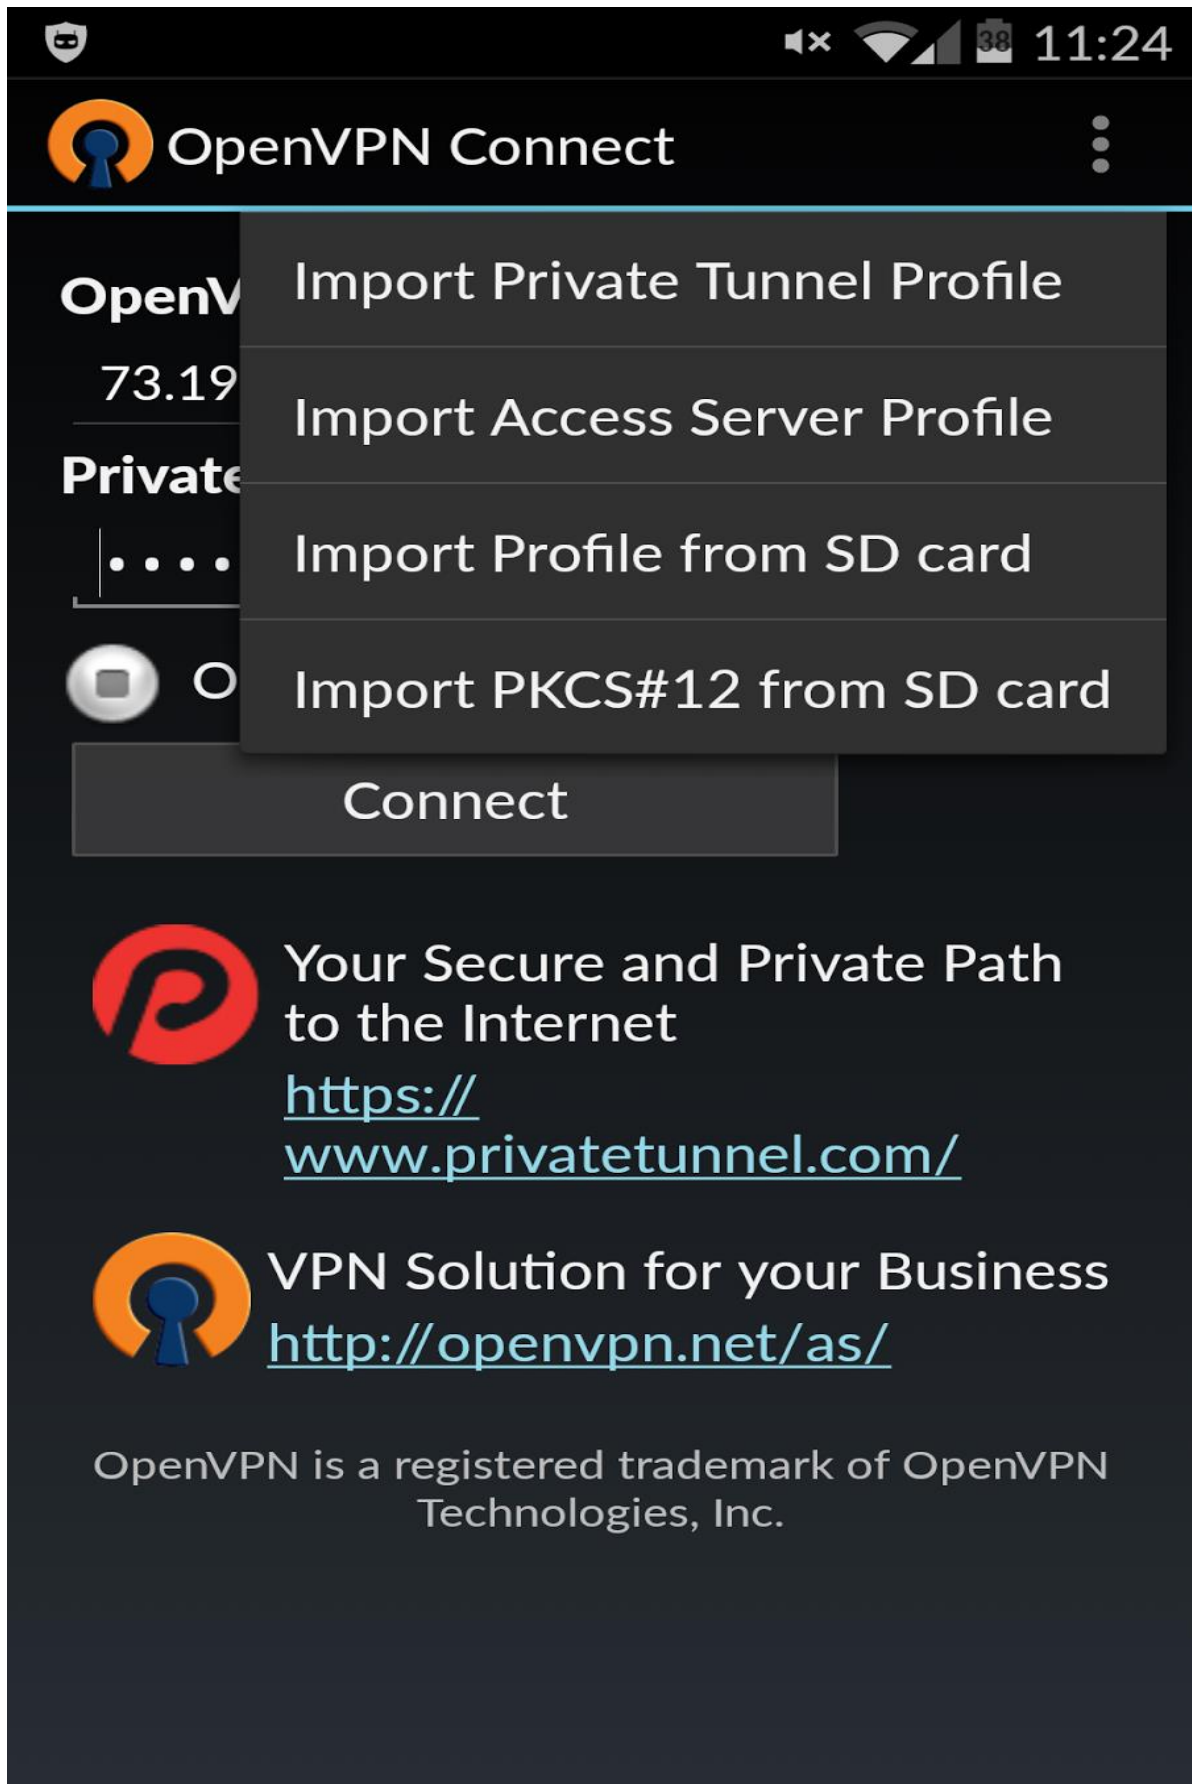 38 11:24
OpenVPN Connect
Import Private Tunnel Profile
OpenV
73.19
Import Access Server Profile
Private
Import Profile from SD card
••••
O
Import PKCS#12 from SD card
Connect
Your Secure and Private Path
to the Internet
https://
www.privatetunnel.com/
VPN Solution for your Business
http://openvpn.net/as/
OpenVPN is a registered trademark of OpenVPN
Technologies, Inc.